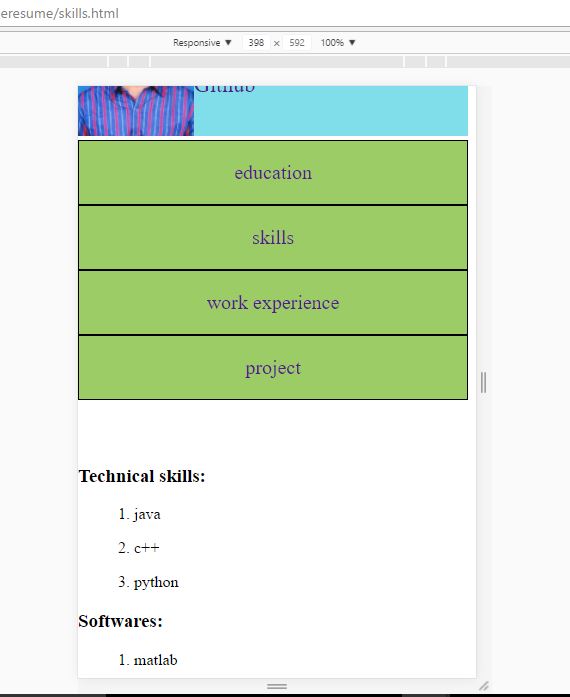 eresume/skills.html
Responsive ▼ 398 × 592 100% ▼
Github
education
skills
work experience
project
Technical skills:
1. java
2. c++
3. python
Softwares:
1. matlab